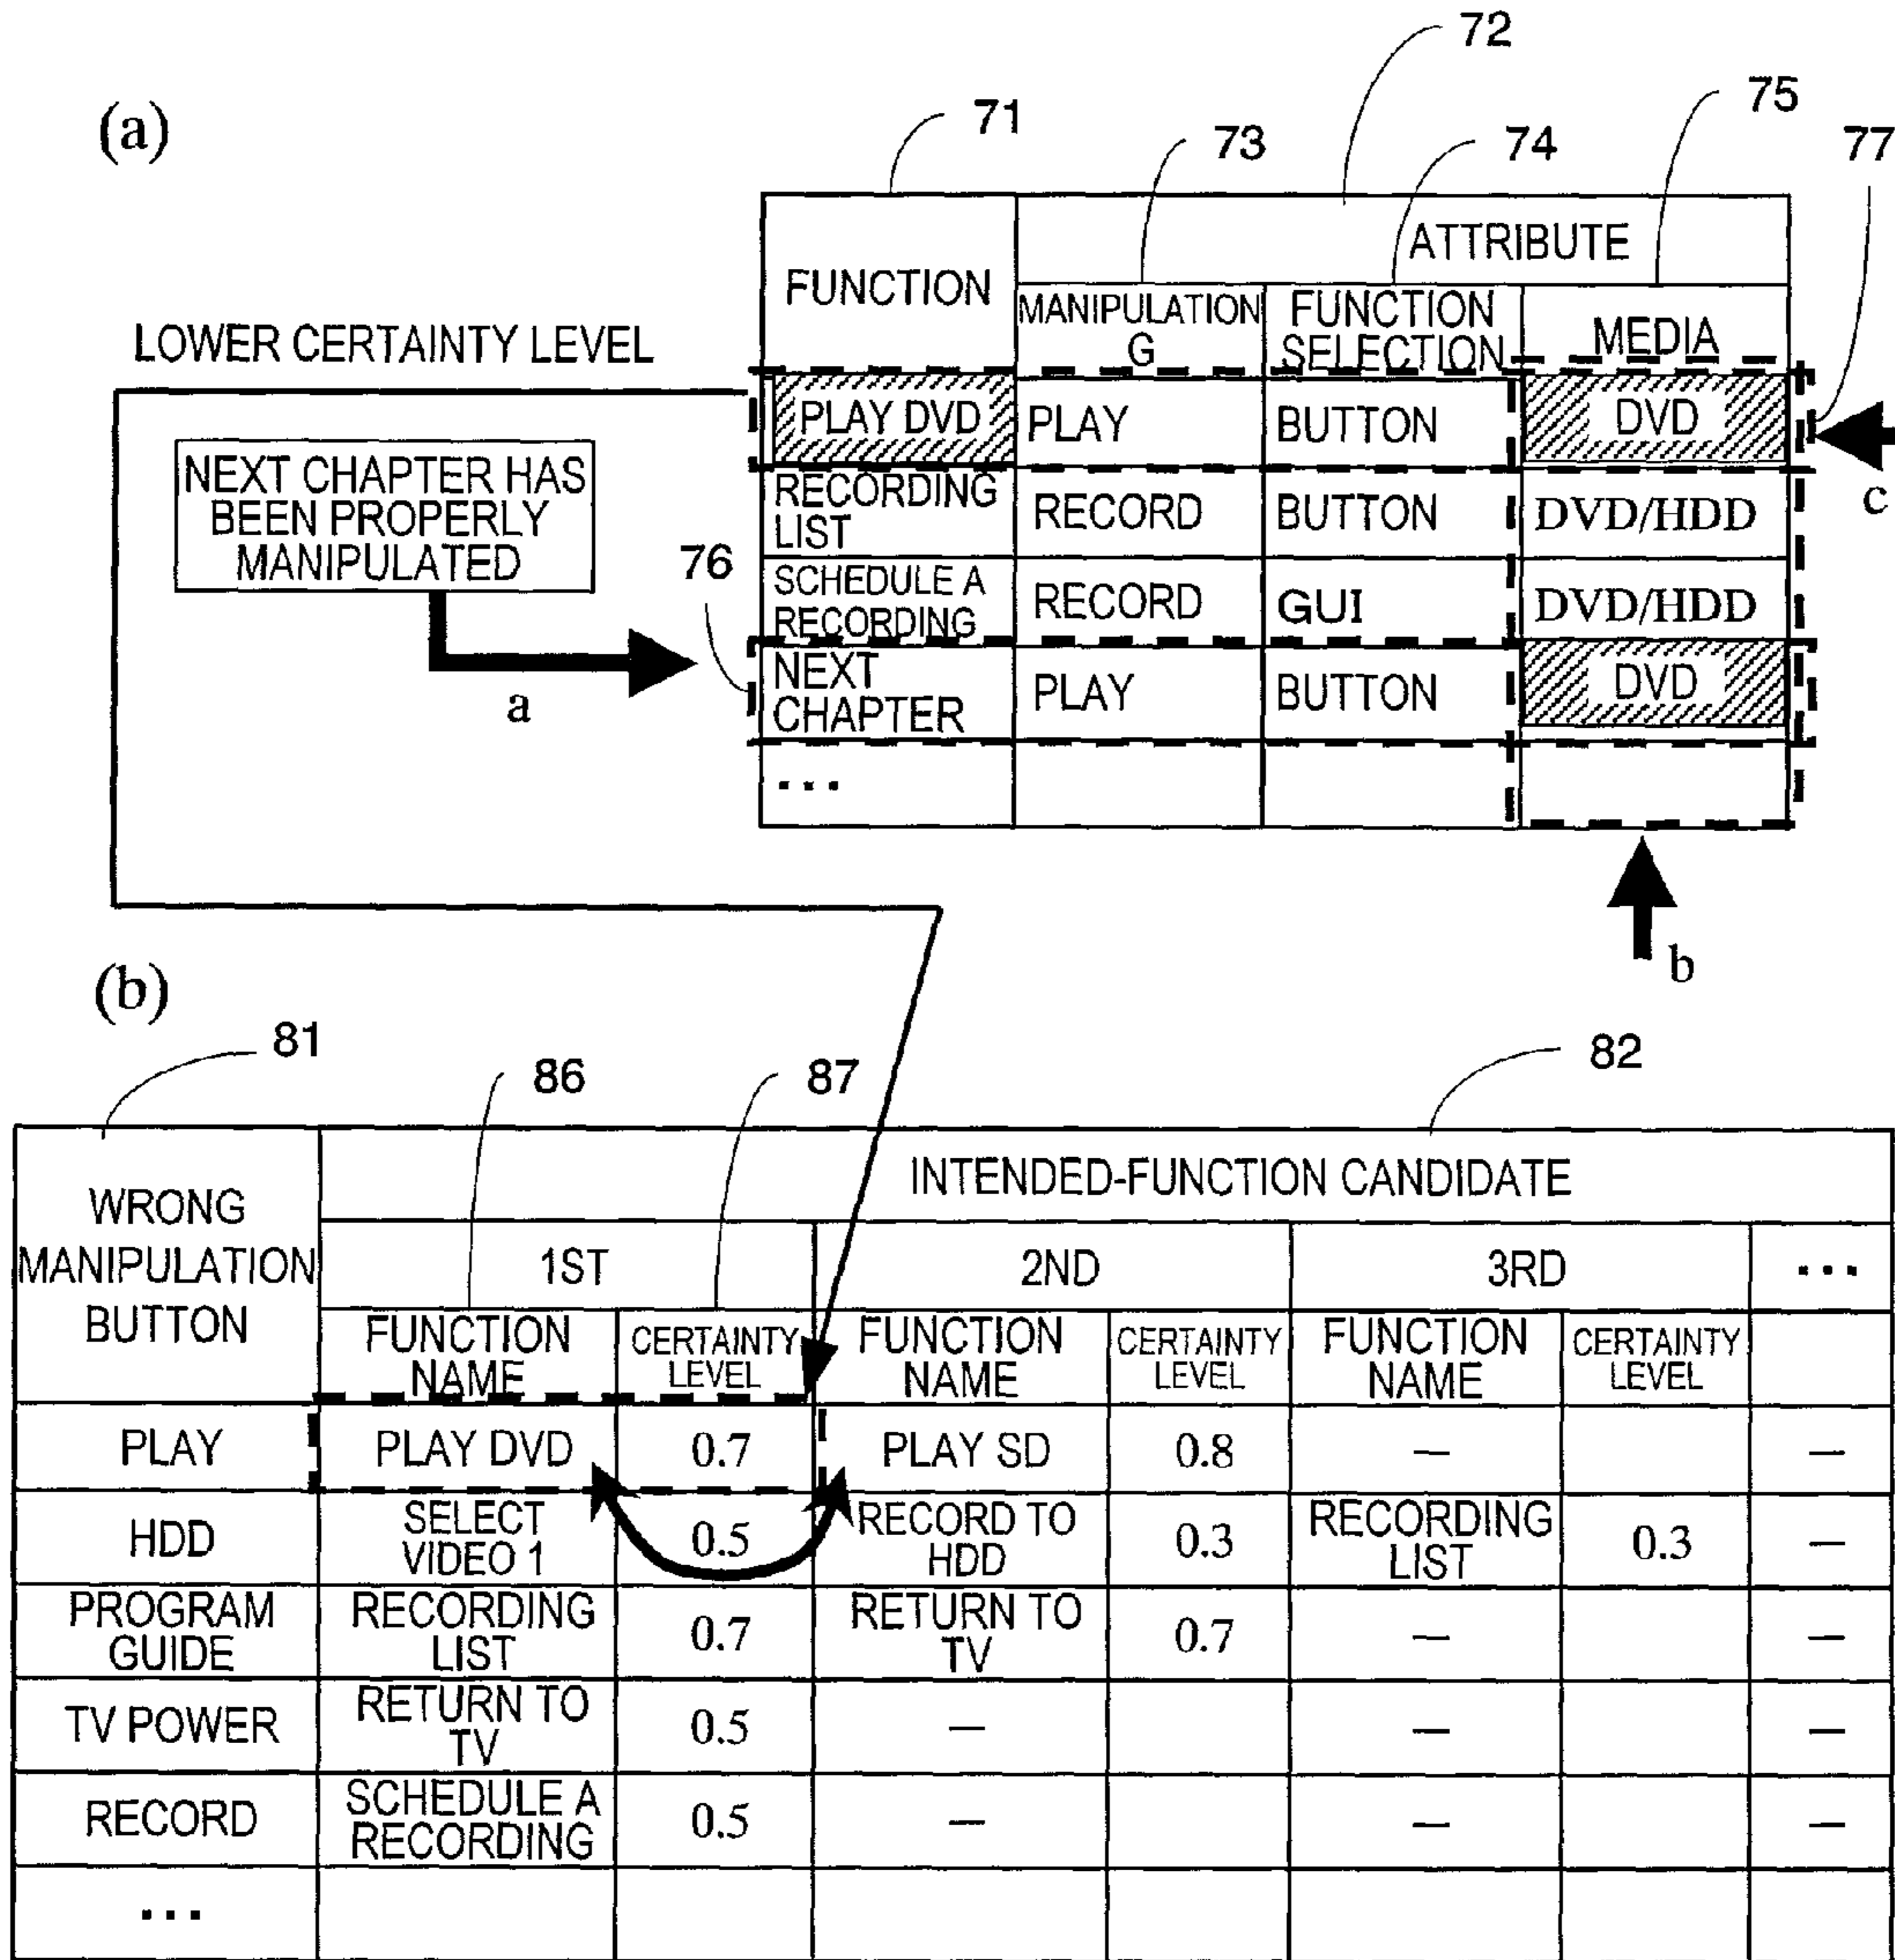 (a)
72
71
75
73
74
77
FUNCTION
ATTRIBUTE
MANIPULATION
G
FUNCTION
SELECTION
MEDIA
LOWER CERTAINTY LEVEL
PLAY DVD
PLAY
BUTTON
DVD
c
NEXT CHAPTER HAS
BEEN PROPERLY
MANIPULATED
RECORDING
LIST
RECORD
BUTTON
DVD/HDD
76
SCHEDULE A
RECORDING
RECORD
GUI
DVD/HDD
a
NEXT
CHAPTER
PLAY
BUTTON
DVD
...
b
(b)
81
86
87
82
WRONG
MANIPULATION
BUTTON
INTENDED-FUNCTION CANDIDATE
1ST
2ND
3RD
...
FUNCTION
NAME
CERTAINTY
LEVEL
FUNCTION
NAME
CERTAINTY
LEVEL
FUNCTION
NAME
CERTAINTY
LEVEL
PLAY
PLAY DVD
0.7
PLAY SD
0.8
—
—
HDD
SELECT
VIDEO 1
0.5
RECORD TO
HDD
0.3
RECORDING
LIST
0.3
—
PROGRAM
GUIDE
RECORDING
LIST
0.7
RETURN TO
TV
0.7
—
—
TV POWER
RETURN TO
TV
0.5
—
—
—
RECORD
SCHEDULE A
RECORDING
0.5
—
—
—
...